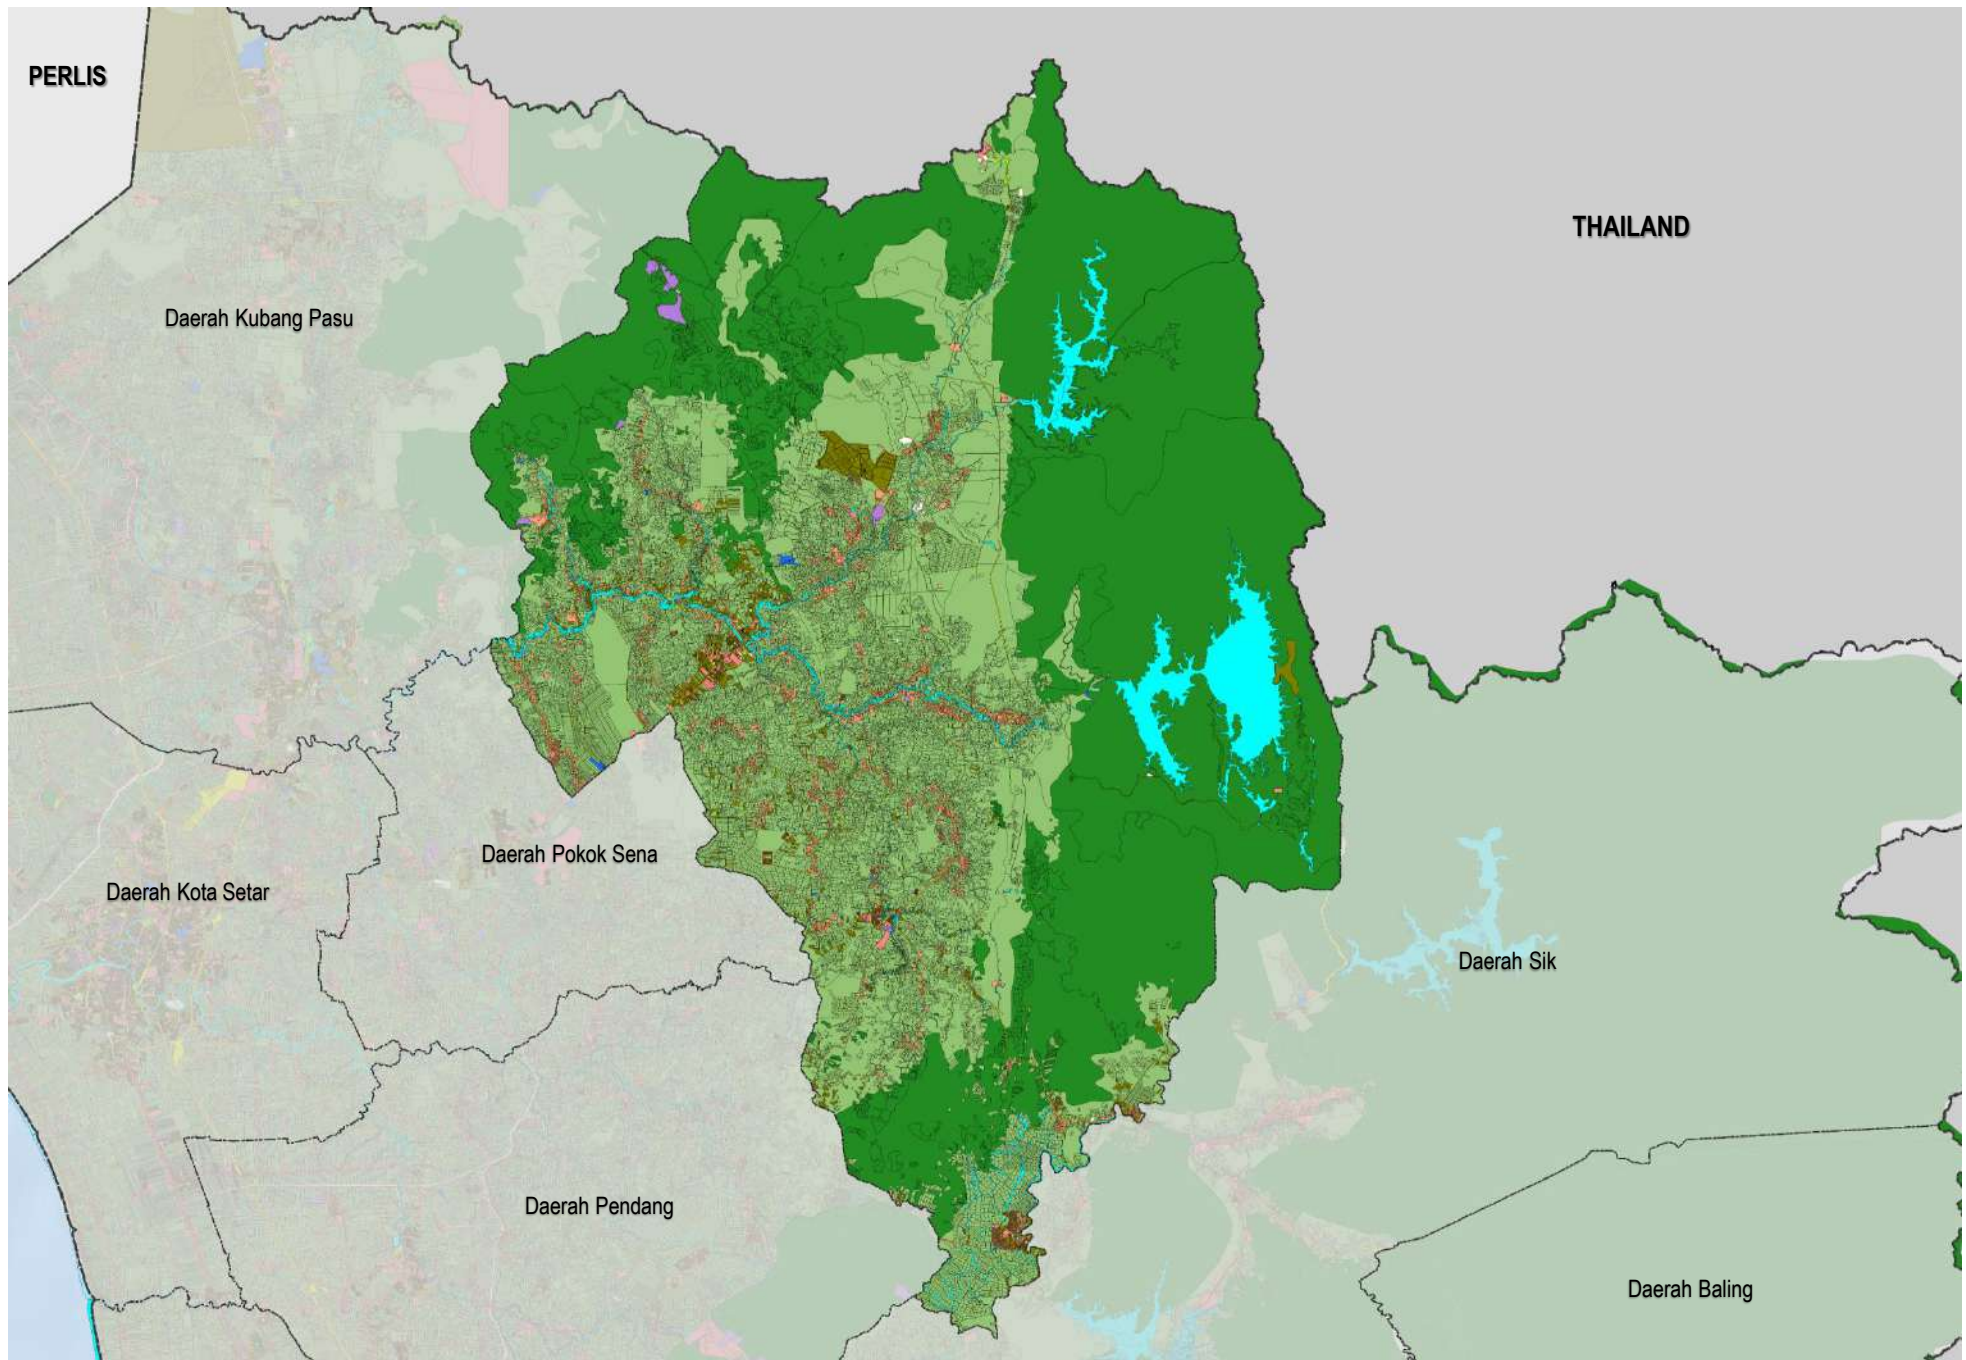 PERLIS
THAILAND
Daerah Kubang Pasu
Daerah Pokok Sena
Daerah Kota Setar
Daerah Sik
Daerah Pendang
Daerah Baling